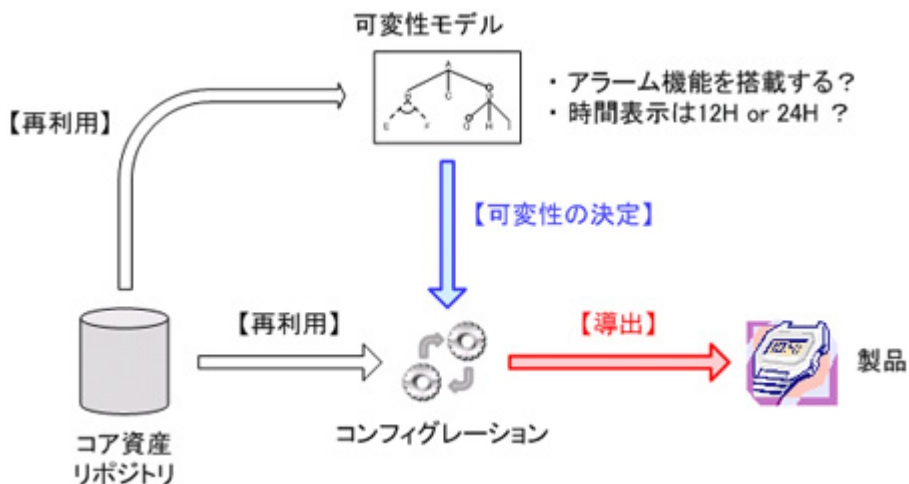 可変性モデル
A
C
E
F
G
H
I
・アラーム機能を搭載する?
・時間表示は12H or 24H ?
【再利用】
【可変性の決定】
【再利用】
【導出】
製品
コンフィグレーション
コア資産
リポジトリ